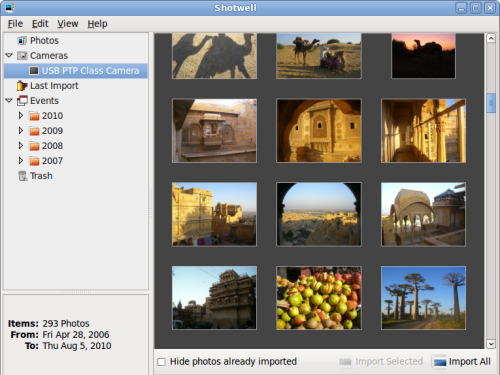 Shotwell
File Edit View Help
Photos
Cameras
USB PTP Class Camera
Last Import
Events
2010
2009
2008
2007
Trash
Items: 293 Photos
From: Fri Apr 28, 2006
To: Thu Aug 5, 2010
Hide photos already imported
Import Selected
Import All